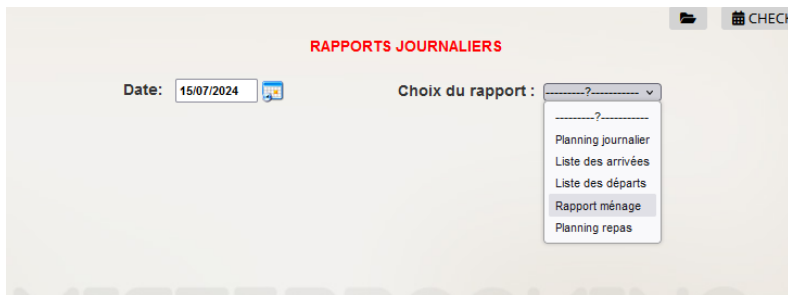 CHECK
RAPPORTS JOURNALIERS
Date: 15/07/2024 Choix du rapport : ---------?-----------
---------?-----------
Planning journalier
Liste des arrivées
Liste des départs
Rapport ménage
Planning repas